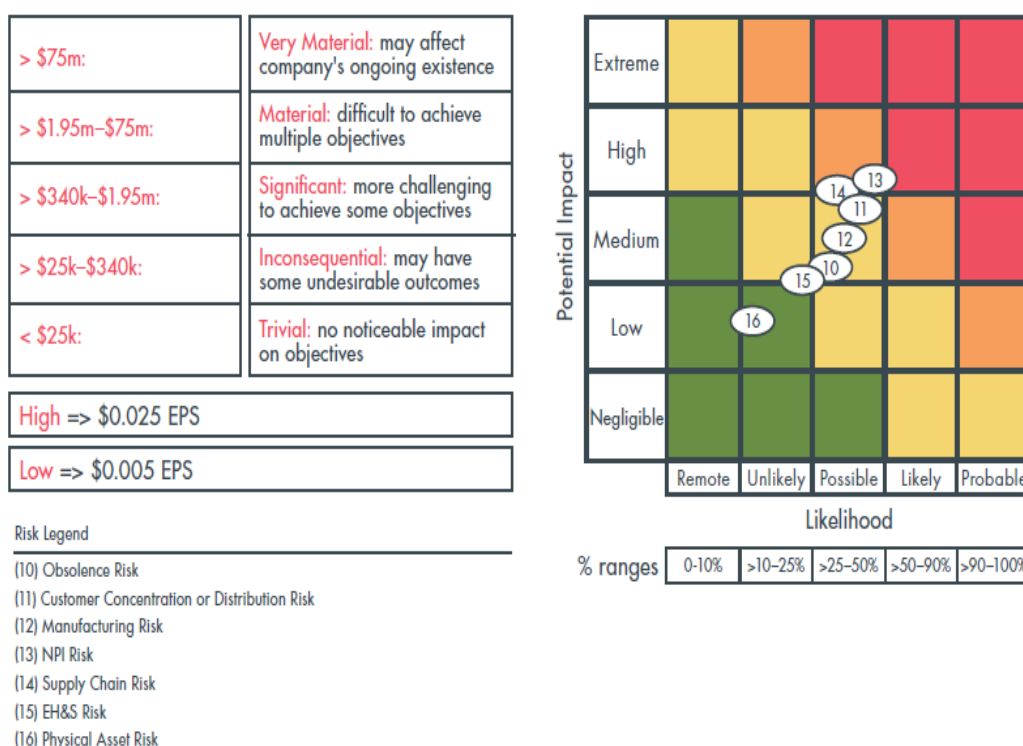 > $75m:
Very Material: may affect
company's ongoing existence
> $1.95m–$75m:
Material: difficult to achieve
multiple objectives
> $340k–$1.95m:
Significant: more challenging
to achieve some objectives
> $25k–$340k:
Inconsequential: may have
some undesirable outcomes
< $25k:
Trivial: no noticeable impact
on objectives
High => $0.025 EPS
Low => $0.005 EPS
Risk Legend
(10) Obsolence Risk
(11) Customer Concentration or Distribution Risk
(12) Manufacturing Risk
(13) NPI Risk
(14) Supply Chain Risk
(15) EH&S Risk
(16) Physical Asset Risk
Potential Impact
Extreme
High
Medium
Low
Negligible
13
14
11
12
10
15
16
Remote Unlikely Possible Likely Probable
Likelihood
% ranges 0-10% >10–25% >25–50% >50–90% >90–100%